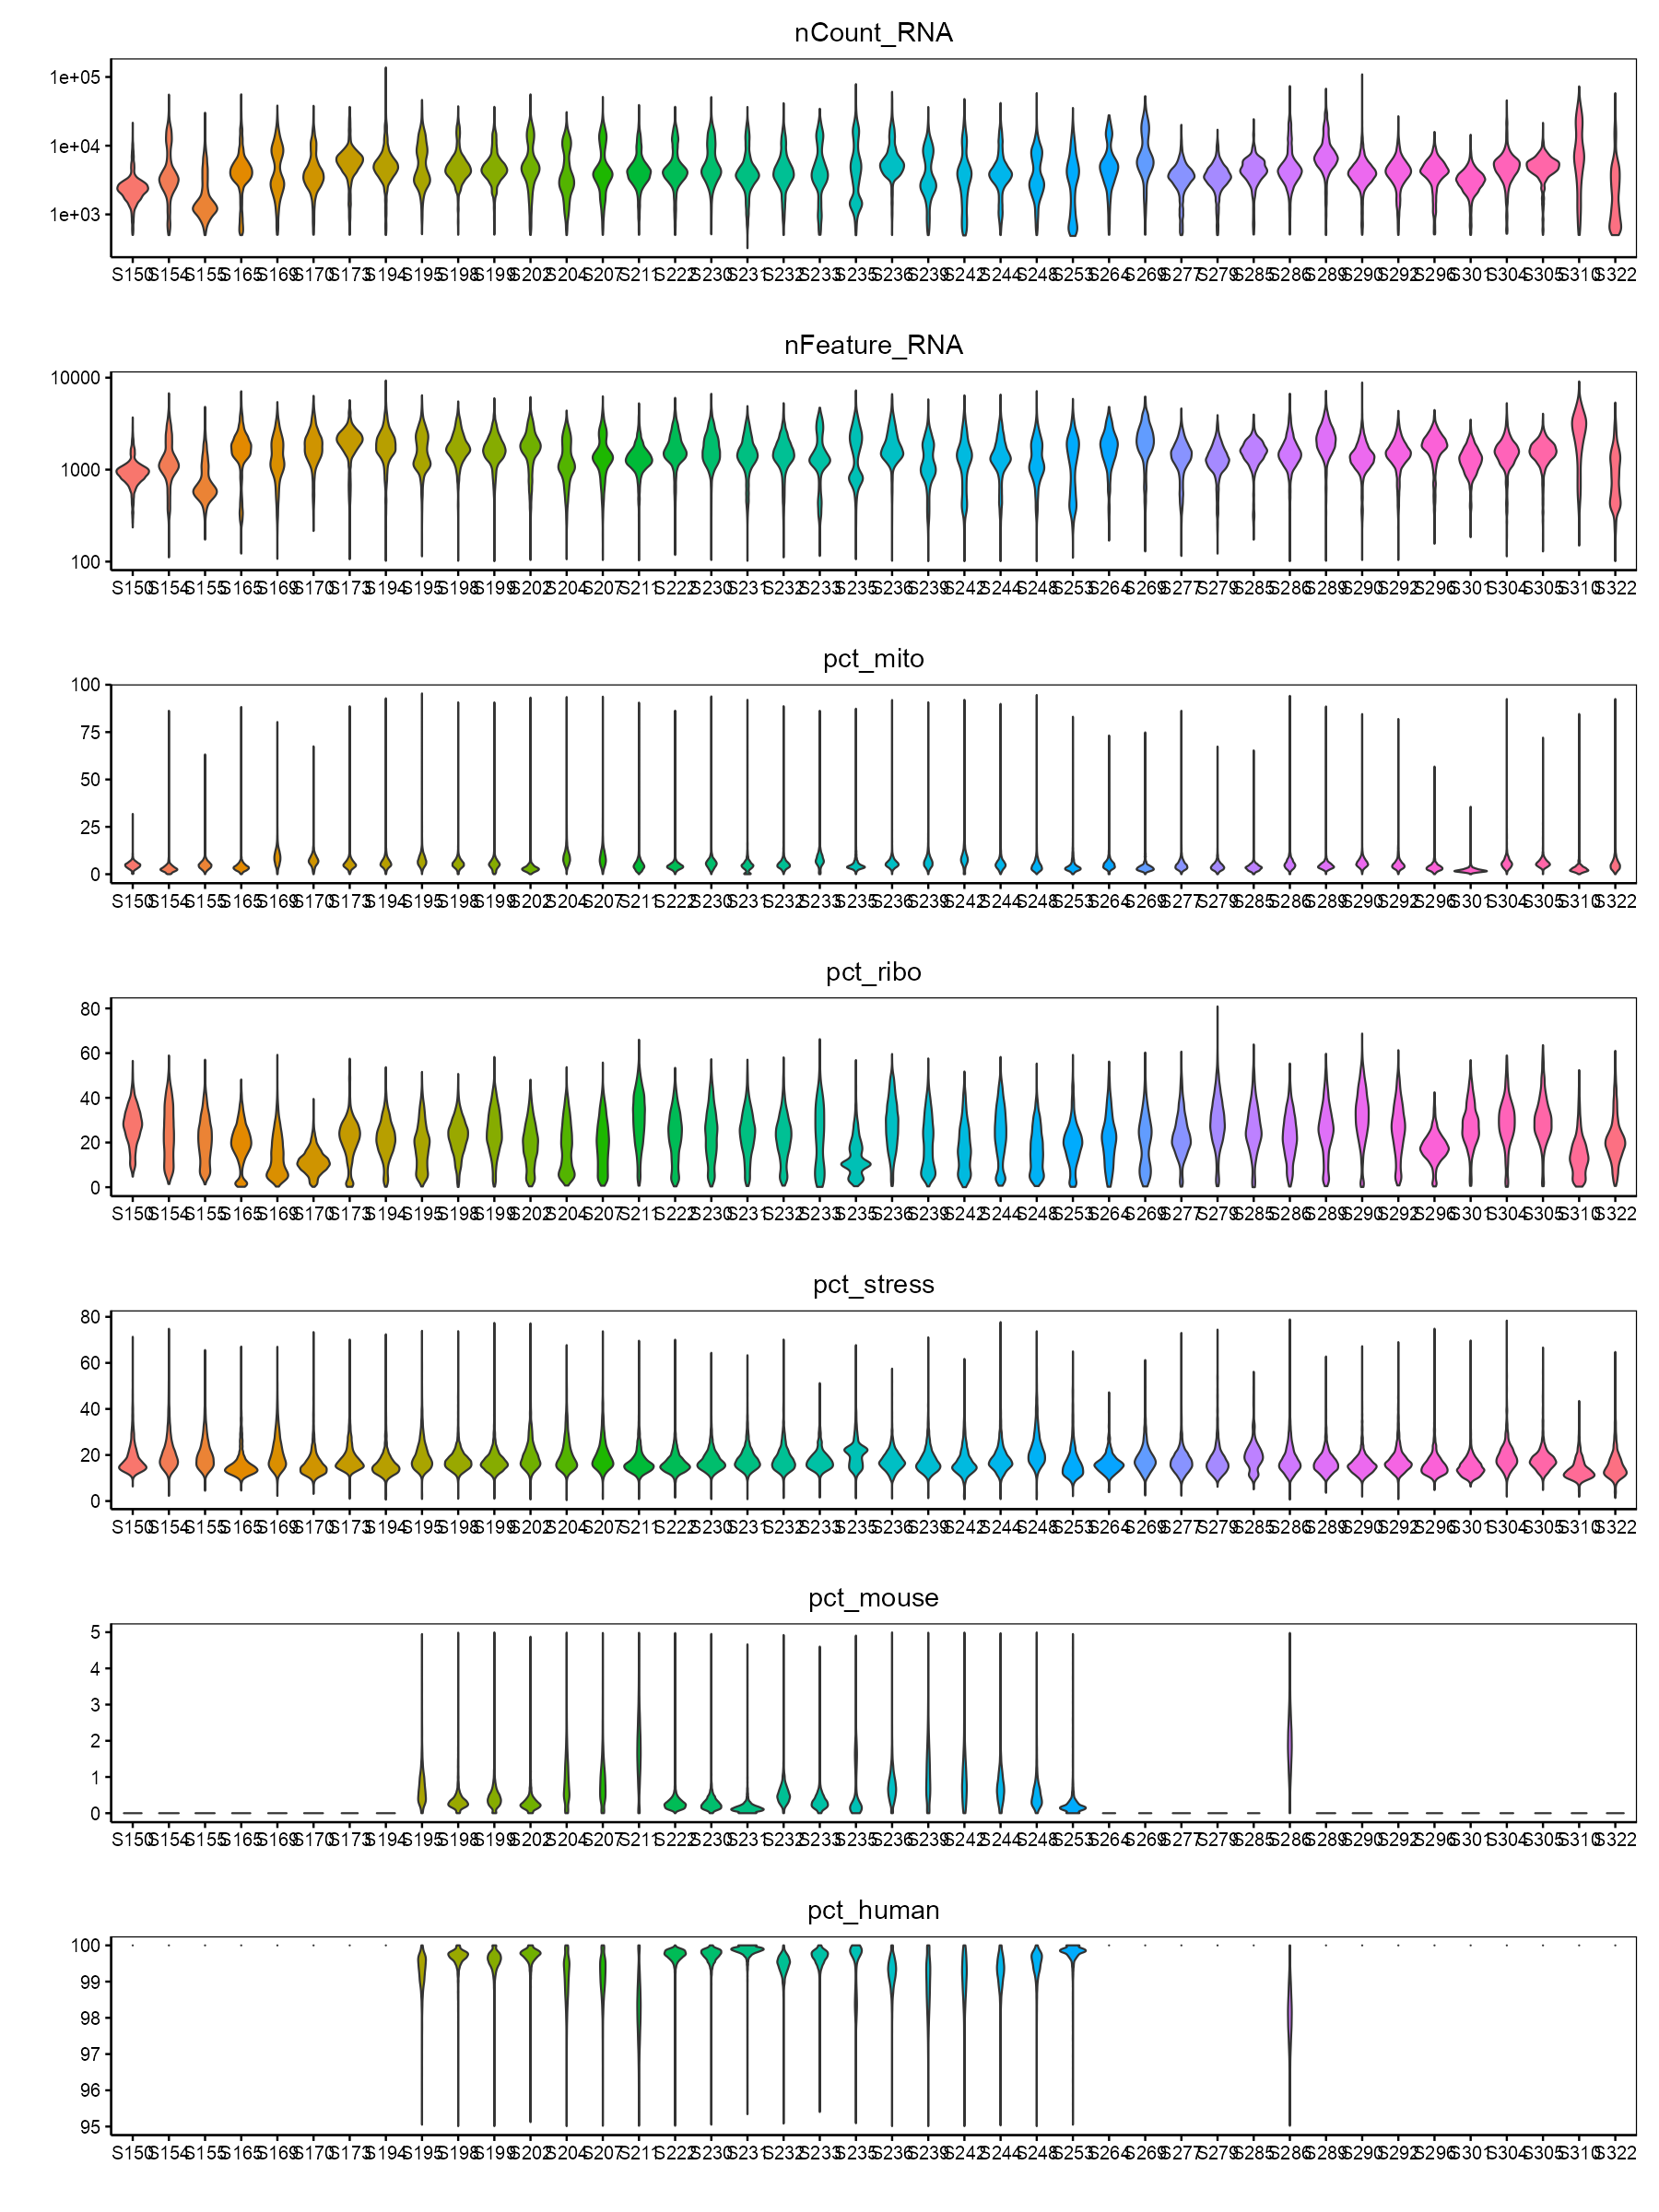 nCount_RNA
1e+05
1e+04
1e+03
S150 S154 S155 S165 S169 S170 S173 S194 S195 S198 S199 S202 S204 S207 S211 S222 S230 S231 S232 S233 S235 S236 S239 S242 S244 S248 S253 S264 S269 S277 S279 S285 S286 S289 S290 S292 S296 S301 S304 S305 S310 S322
nFeature_RNA
10000
1000
100
S150 S154 S155 S165 S169 S170 S173 S194 S195 S198 S199 S202 S204 S207 S211 S222 S230 S231 S232 S233 S235 S236 S239 S242 S244 S248 S253 S264 S269 S277 S279 S285 S286 S289 S290 S292 S296 S301 S304 S305 S310 S322
pct_mito
100
75
50
25
0
S150 S154 S155 S165 S169 S170 S173 S194 S195 S198 S199 S202 S204 S207 S211 S222 S230 S231 S232 S233 S235 S236 S239 S242 S244 S248 S253 S264 S269 S277 S279 S285 S286 S289 S290 S292 S296 S301 S304 S305 S310 S322
pct_ribo
80
60
40
20
0
S150 S154 S155 S165 S169 S170 S173 S194 S195 S198 S199 S202 S204 S207 S211 S222 S230 S231 S232 S233 S235 S236 S239 S242 S244 S248 S253 S264 S269 S277 S279 S285 S286 S289 S290 S292 S296 S301 S304 S305 S310 S322
pct_stress
80
60
40
20
0
S150 S154 S155 S165 S169 S170 S173 S194 S195 S198 S199 S202 S204 S207 S211 S222 S230 S231 S232 S233 S235 S236 S239 S242 S244 S248 S253 S264 S269 S277 S279 S285 S286 S289 S290 S292 S296 S301 S304 S305 S310 S322
pct_mouse
5
4
3
2
1
0
S150 S154 S155 S165 S169 S170 S173 S194 S195 S198 S199 S202 S204 S207 S211 S222 S230 S231 S232 S233 S235 S236 S239 S242 S244 S248 S253 S264 S269 S277 S279 S285 S286 S289 S290 S292 S296 S301 S304 S305 S310 S322
pct_human
100
99
98
97
96
95
S150 S154 S155 S165 S169 S170 S173 S194 S195 S198 S199 S202 S204 S207 S211 S222 S230 S231 S232 S233 S235 S236 S239 S242 S244 S248 S253 S264 S269 S277 S279 S285 S286 S289 S290 S292 S296 S301 S304 S305 S310 S322